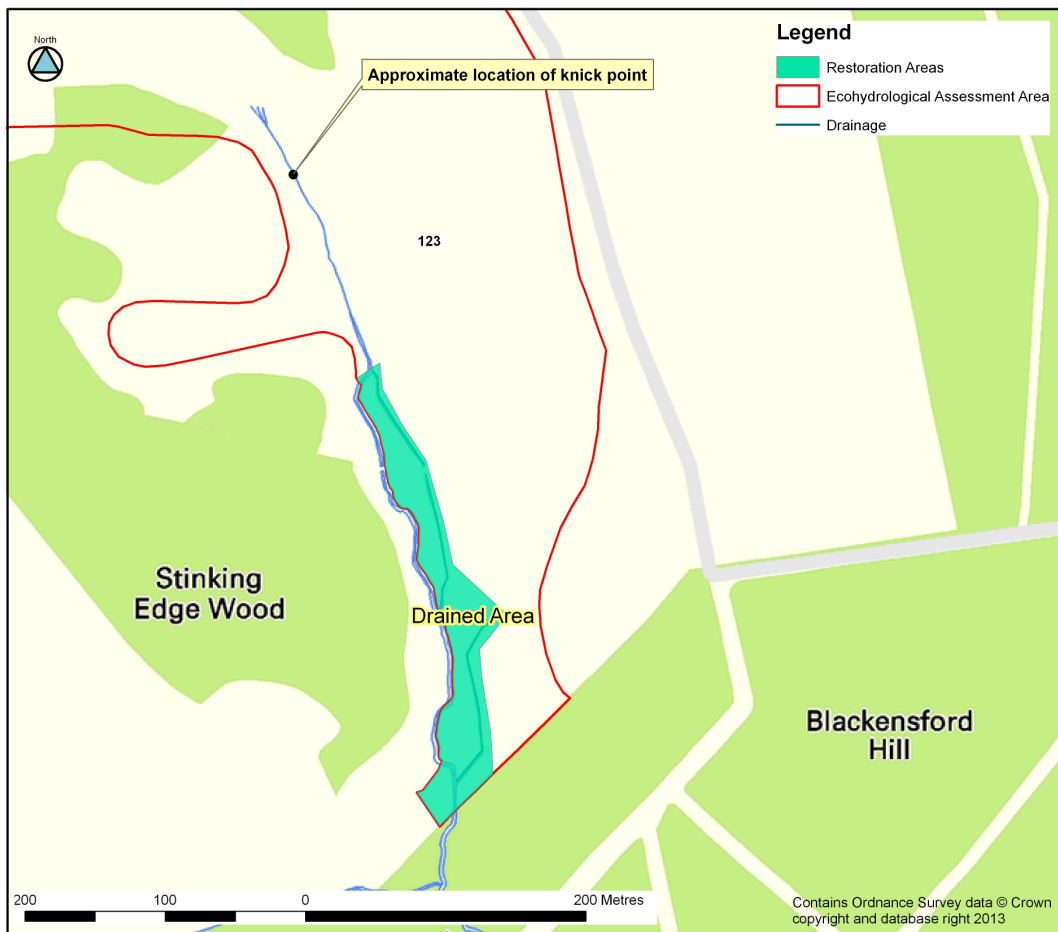 North
Approximate location of knick point
Legend
Restoration Areas
Ecohydrological Assessment Area
Drainage
123
Stinking
Edge Wood
Drained Area
Blackensford
Hill
200 100 0 200 Metres
Contains Ordnance Survey data © Crown
copyright and database right 2013